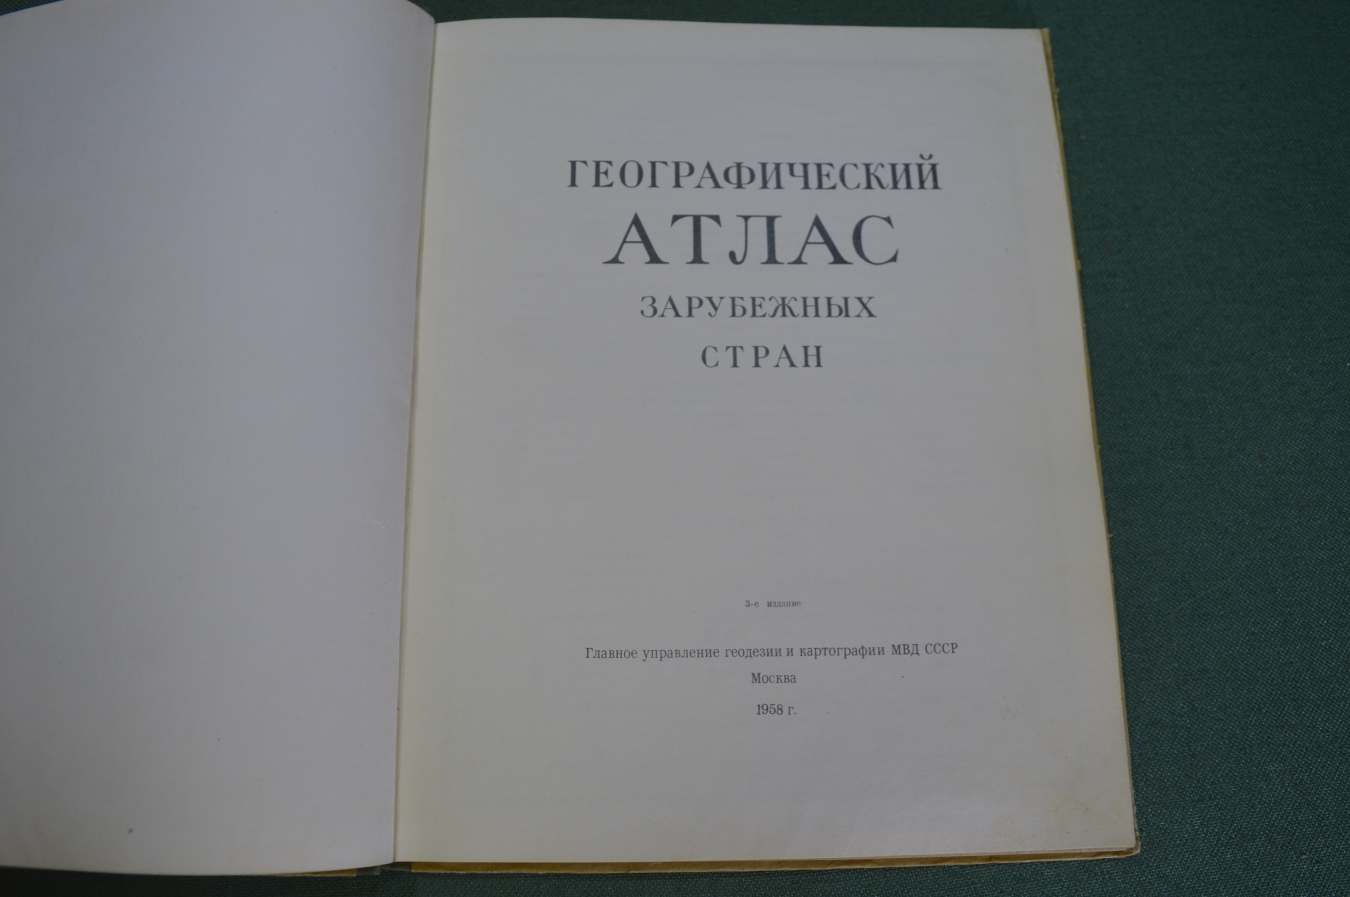 ГЕОГРАФИЧЕСКИЙ
АТЛАС
ЗАРУБЕЖНЫХ
СТРАН
3-е издание
Главное управление геодезии и картографии МВД СССР
Москва
1958 г.